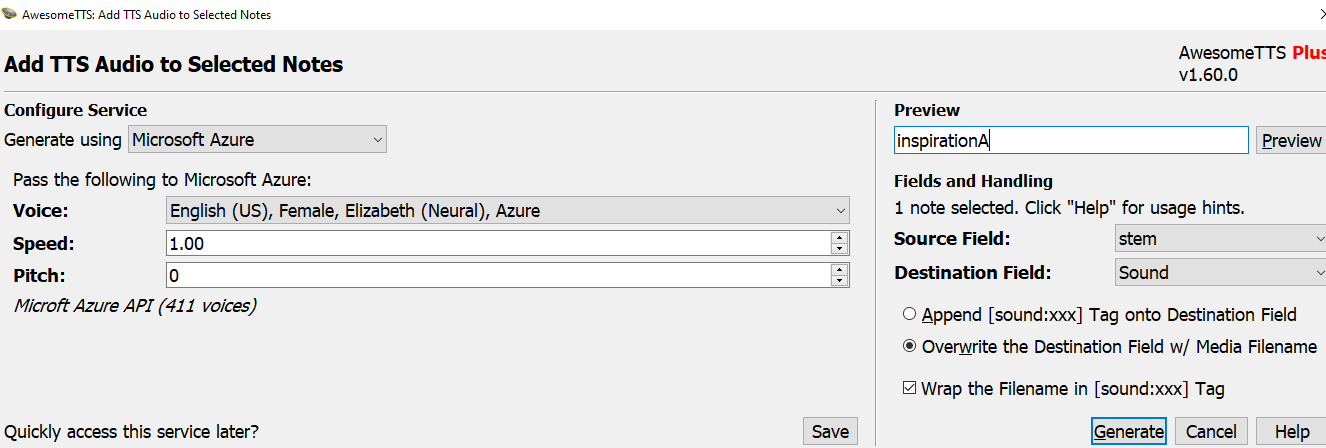 AwesomeTTS: Add TTS Audio to Selected Notes
Add TTS Audio to Selected Notes
AwesomeTTS Plus
v1.60.0
Configure Service
Generate using Microsoft Azure
Pass the following to Microsoft Azure:
Voice: English (US), Female, Elizabeth (Neural), Azure
Speed: 1.00
Pitch: 0
Microft Azure API (411 voices)
Quickly access this service later? Save
Preview
inspirationA Preview
Fields and Handling
1 note selected. Click "Help" for usage hints.
Source Field: stem
Destination Field: Sound
Append [sound:xxx] Tag onto Destination Field
Overwrite the Destination Field w/ Media Filename
Wrap the Filename in [sound:xxx] Tag
Generate Cancel Help